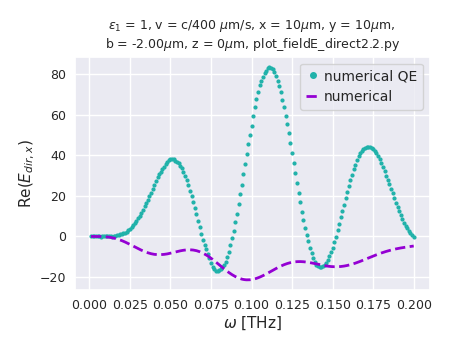 ε₁ = 1, v = c/400 μm/s, x = 10μm, y = 10μm,
b = -2.00μm, z = 0μm, plot_fieldE_direct2.2.py
numerical QE
numerical
Re(E_{dir, x})
80
60
40
20
0
−20
0.000 0.025 0.050 0.075 0.100 0.125 0.150 0.175 0.200
ω [THz]